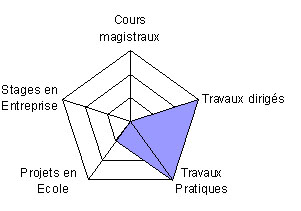 Cours
magistraux
Stages en
Entreprise
Travaux dirigés
Projets en
Ecole
Travaux
Pratiques